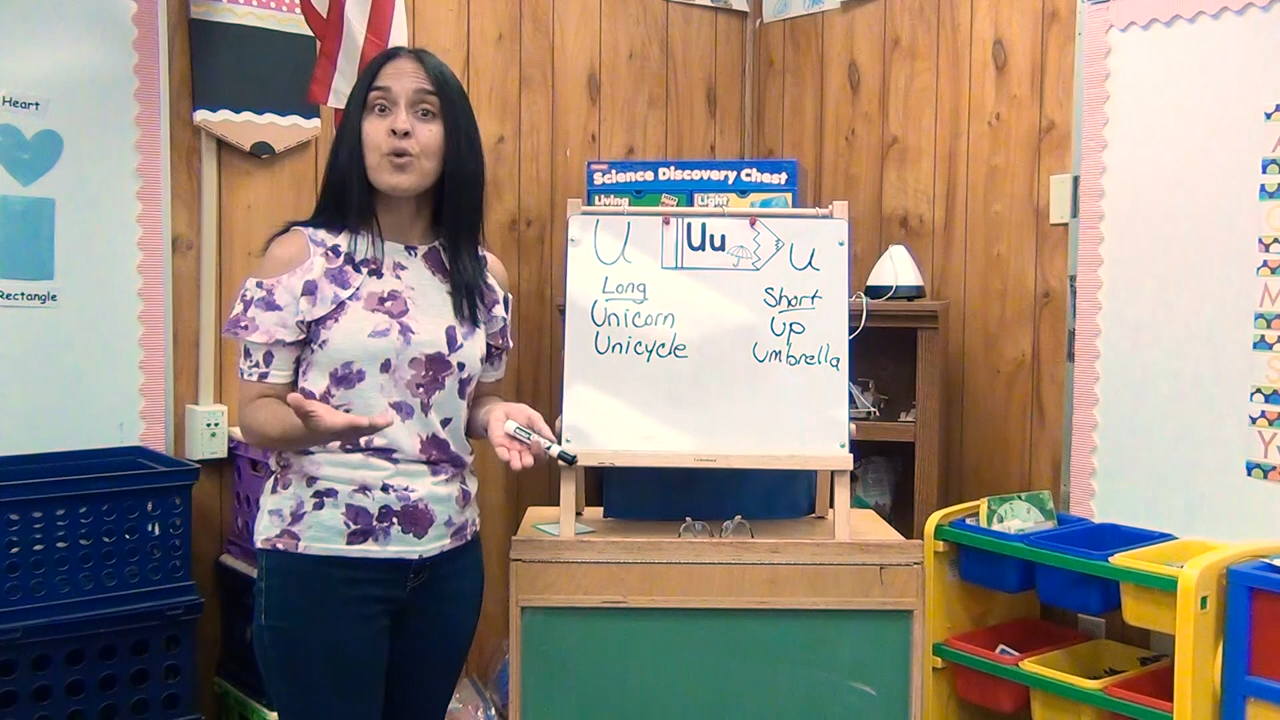 Heart
Rectangle
Science Discovery Chest
Living
Light
U
Uu
U
Long
Short
Unicorn
Up
Unicycle
Umbrella
A
C
M
S
Y